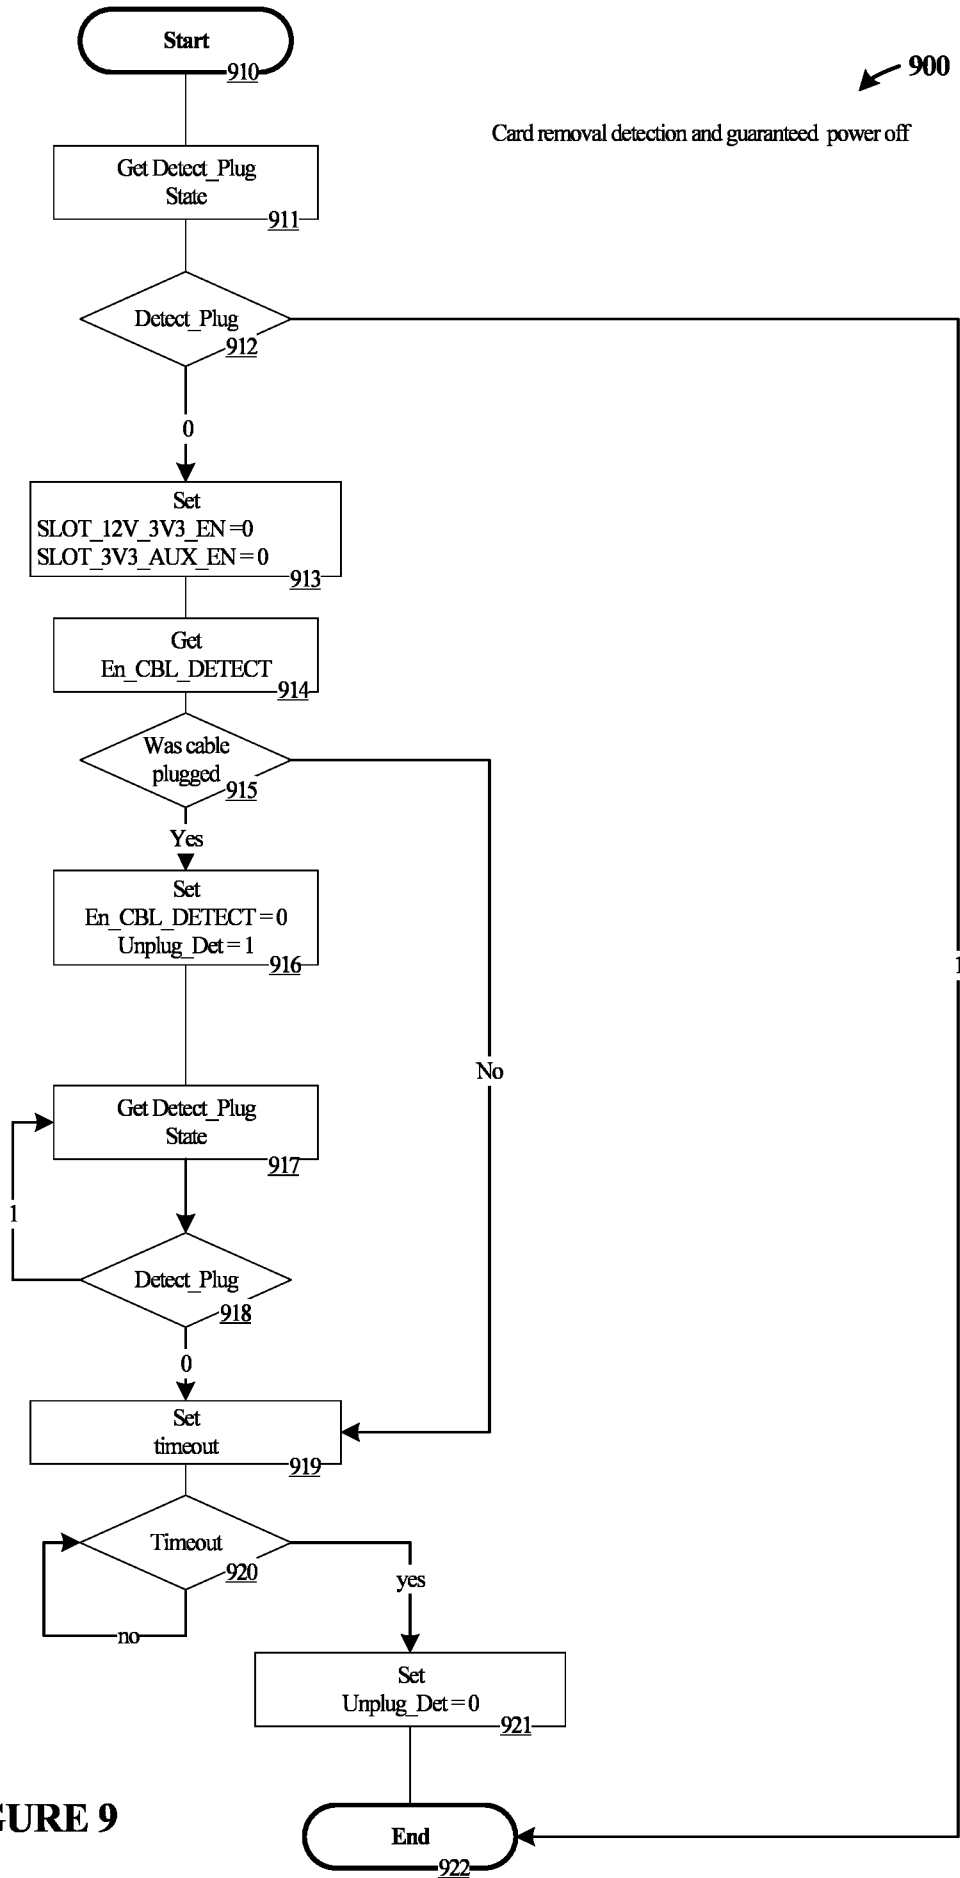 Start
910
900
Card removal detection and guaranteed power off
Get Detect_Plug
State
911
Detect_Plug
912
0
Set
SLOT_12V_3V3_EN =0
SLOT_3V3_AUX_EN = 0
913
Get
En_CBL_DETECT
914
Was cable
plugged
915
Yes
Set
En_CBL_DETECT = 0
Unplug_Det = 1
916
1
No
Get Detect_Plug
State
917
1
Detect_Plug
918
0
Set
timeout
919
Timeout
920
yes
no
Set
Unplug_Det = 0
921
GURE 9
End
922